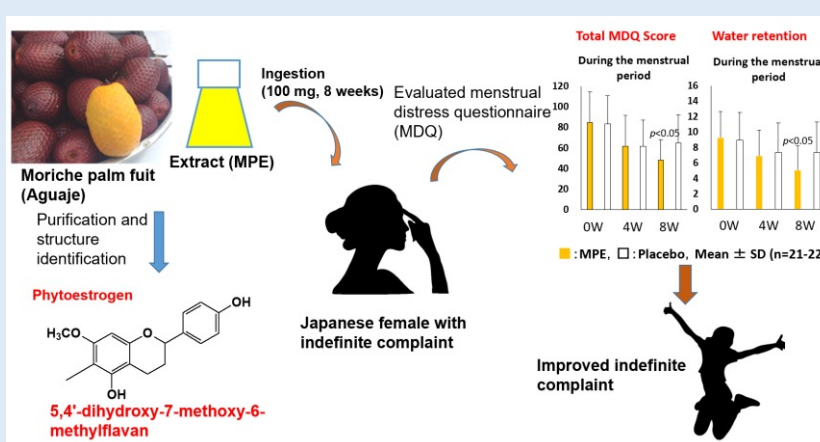 Moriche palm fuit
(Aguaje)
Extract (MPE)
Purification and
structure
identification
Phytoestrogen
H₃CO
O
OH
OH
5,4'-dihydroxy-7-methoxy-6-
methylflavan
Ingestion
(100 mg, 8 weeks)
Evaluated menstrual
distress questionnaire
(MDQ)
Japanese female with
indefinite complaint
Total MDQ Score
During the menstrual
period
120
100
80
60
40
20
0
p<0.05
0W 4W 8W
Water retention
During the menstrual
period
16
14
12
10
8
6
4
2
0
p<0.05
0W 4W 8W
: MPE, : Placebo, Mean ± SD (n=21-22
Improved indefinite
complaint